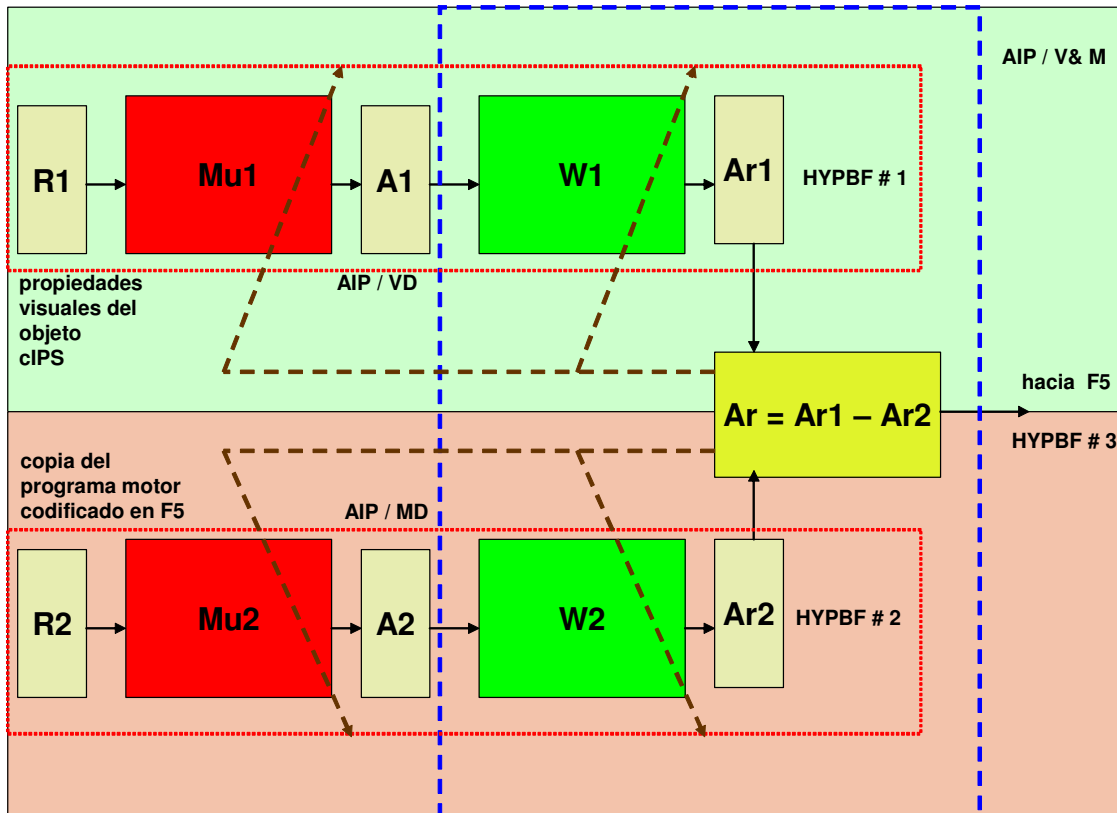 AIP / V& M
R1
Mu1
A1
W1
Ar1
HYPBF # 1
propiedades
visuales del
objeto
cIPS
AIP / VD
Ar = Ar1 – Ar2
hacia F5
HYPBF # 3
copia del
programa motor
codificado en F5
AIP / MD
R2
Mu2
A2
W2
Ar2
HYPBF # 2